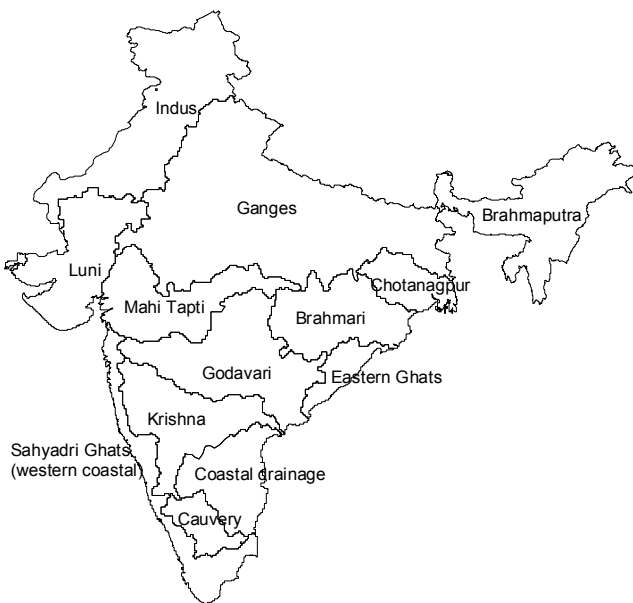 Indus
Ganges
Brahmaputra
Luni
Chotanagpur
Mahi Tapti
Brahmari
Godavari
Eastern Ghats
Krishna
Sahyadri Ghats
(western coastal)
Coastal drainage
Cauvery